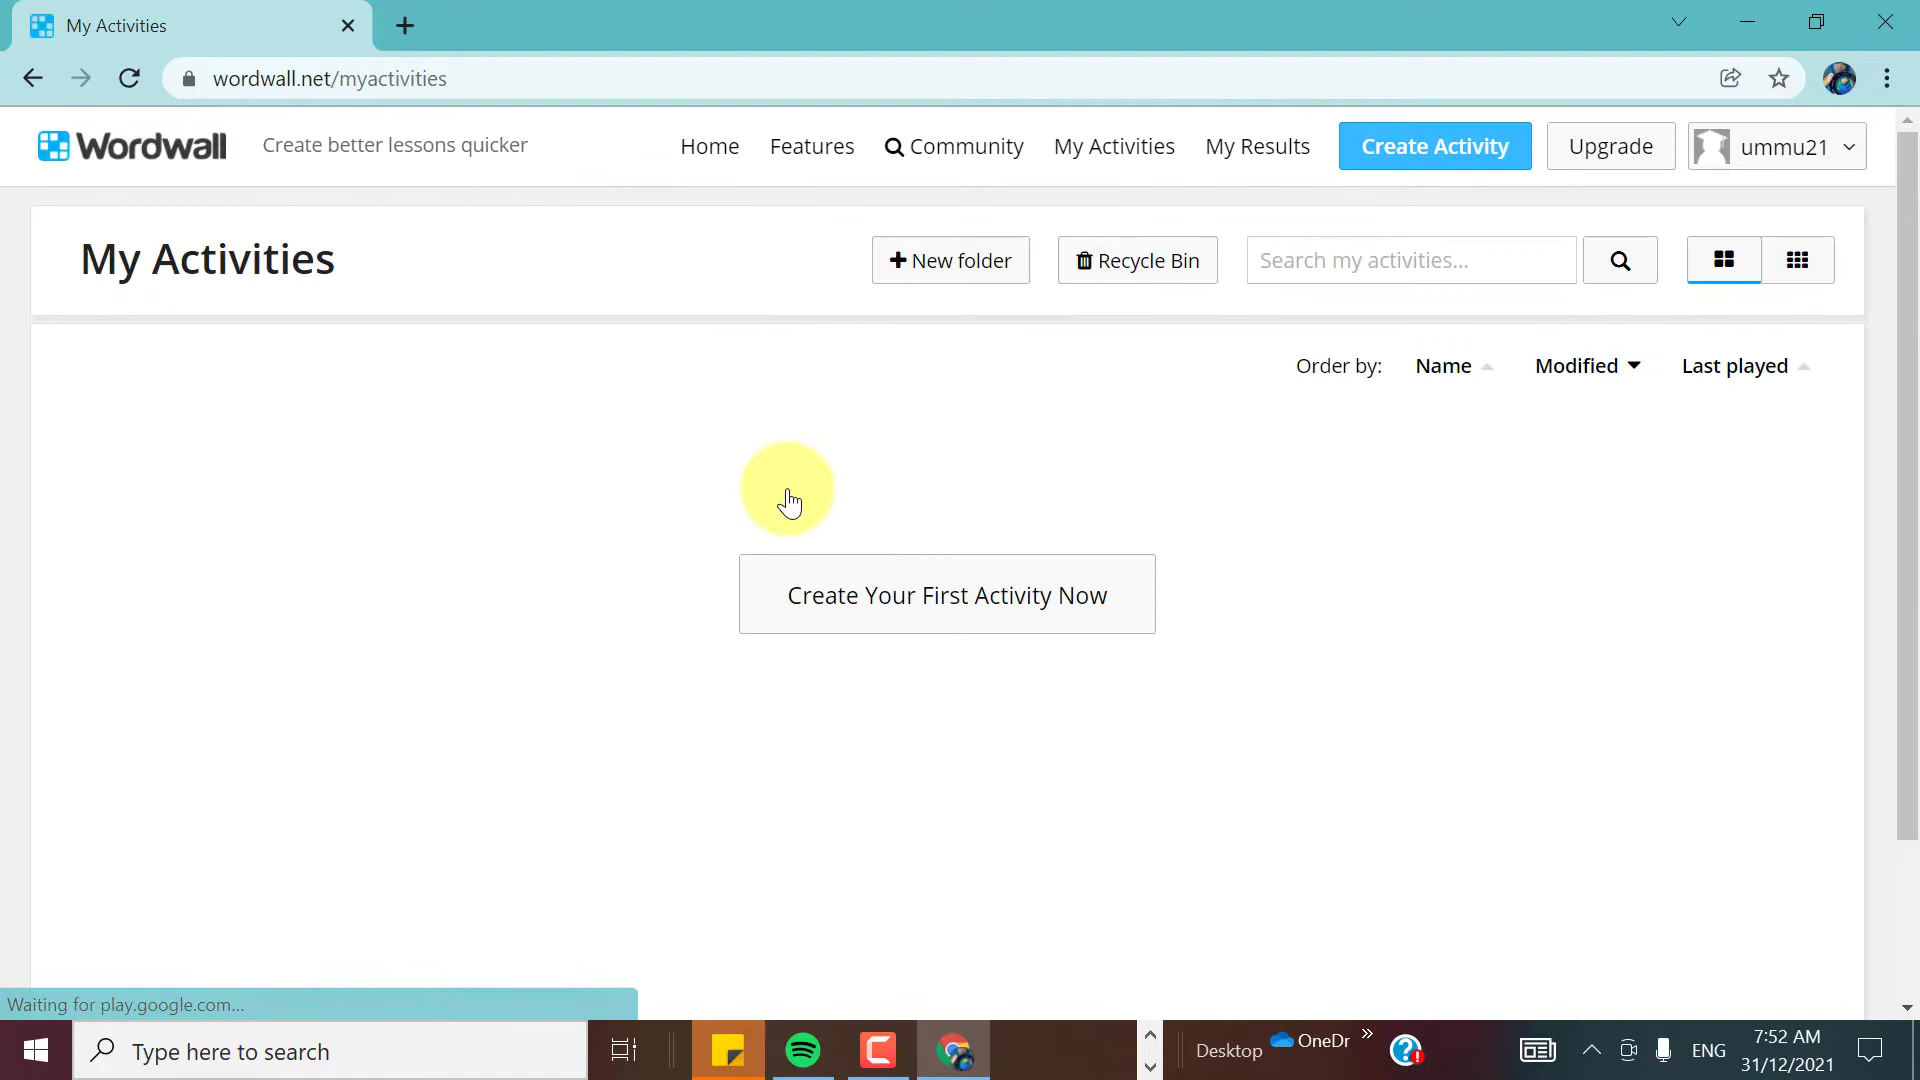 My Activities
wordwall.net/myactivities
Wordwall
Create better lessons quicker
Home
Features
Community
My Activities
My Results
Create Activity
Upgrade
ummu21
My Activities
New folder
Recycle Bin
Search my activities...
Order by:
Name
Modified
Last played
Create Your First Activity Now
Waiting for play.google.com...
Type here to search
Desktop
OneDr
ENG
7:52 AM
31/12/2021